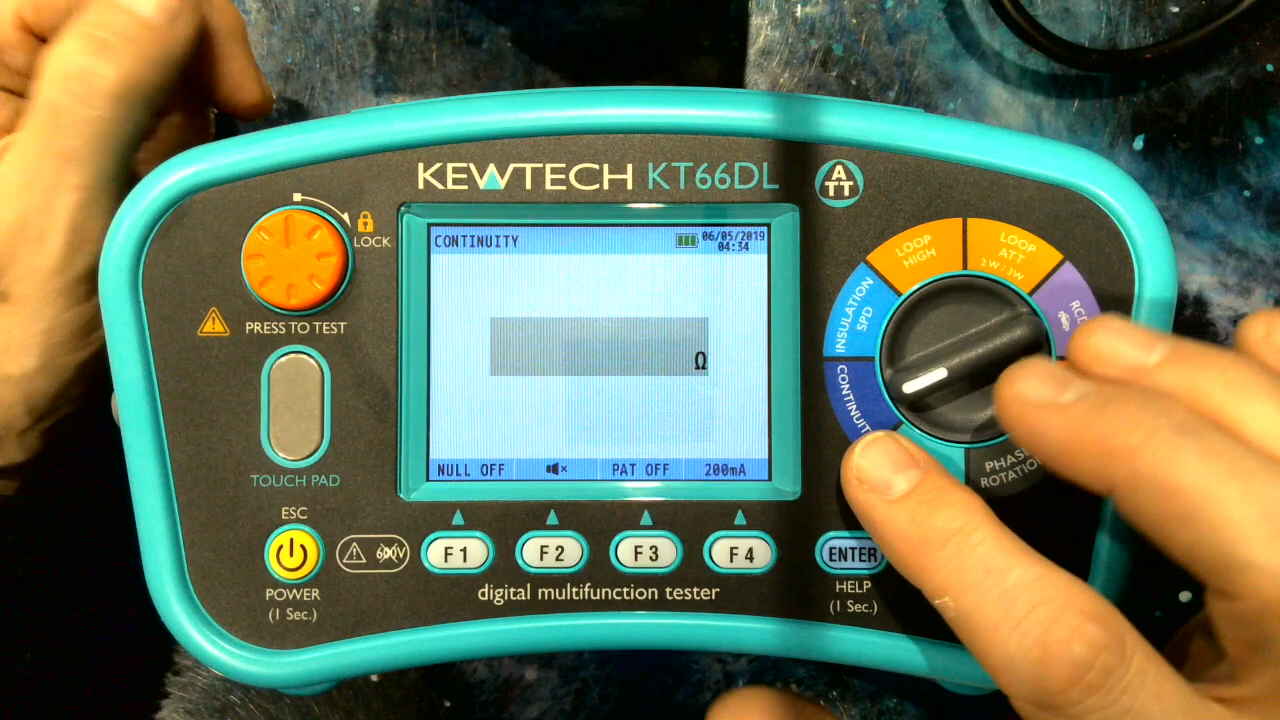 KEWTECH KT66DL
A
TT
LOCK
PRESS TO TEST
CONTINUITY
06/05/2019
04:34
Ω
NULL OFF
PAT OFF
200mA
LOOP
HIGH
LOOP
ATT
2W / 3W
INSULATION
SPD
PHASE
TOUCH PAD
ESC
POWER
(1 Sec.)
600V
F1
F2
F3
F4
ENTER
HELP
(1 Sec.)
digital multifunction tester